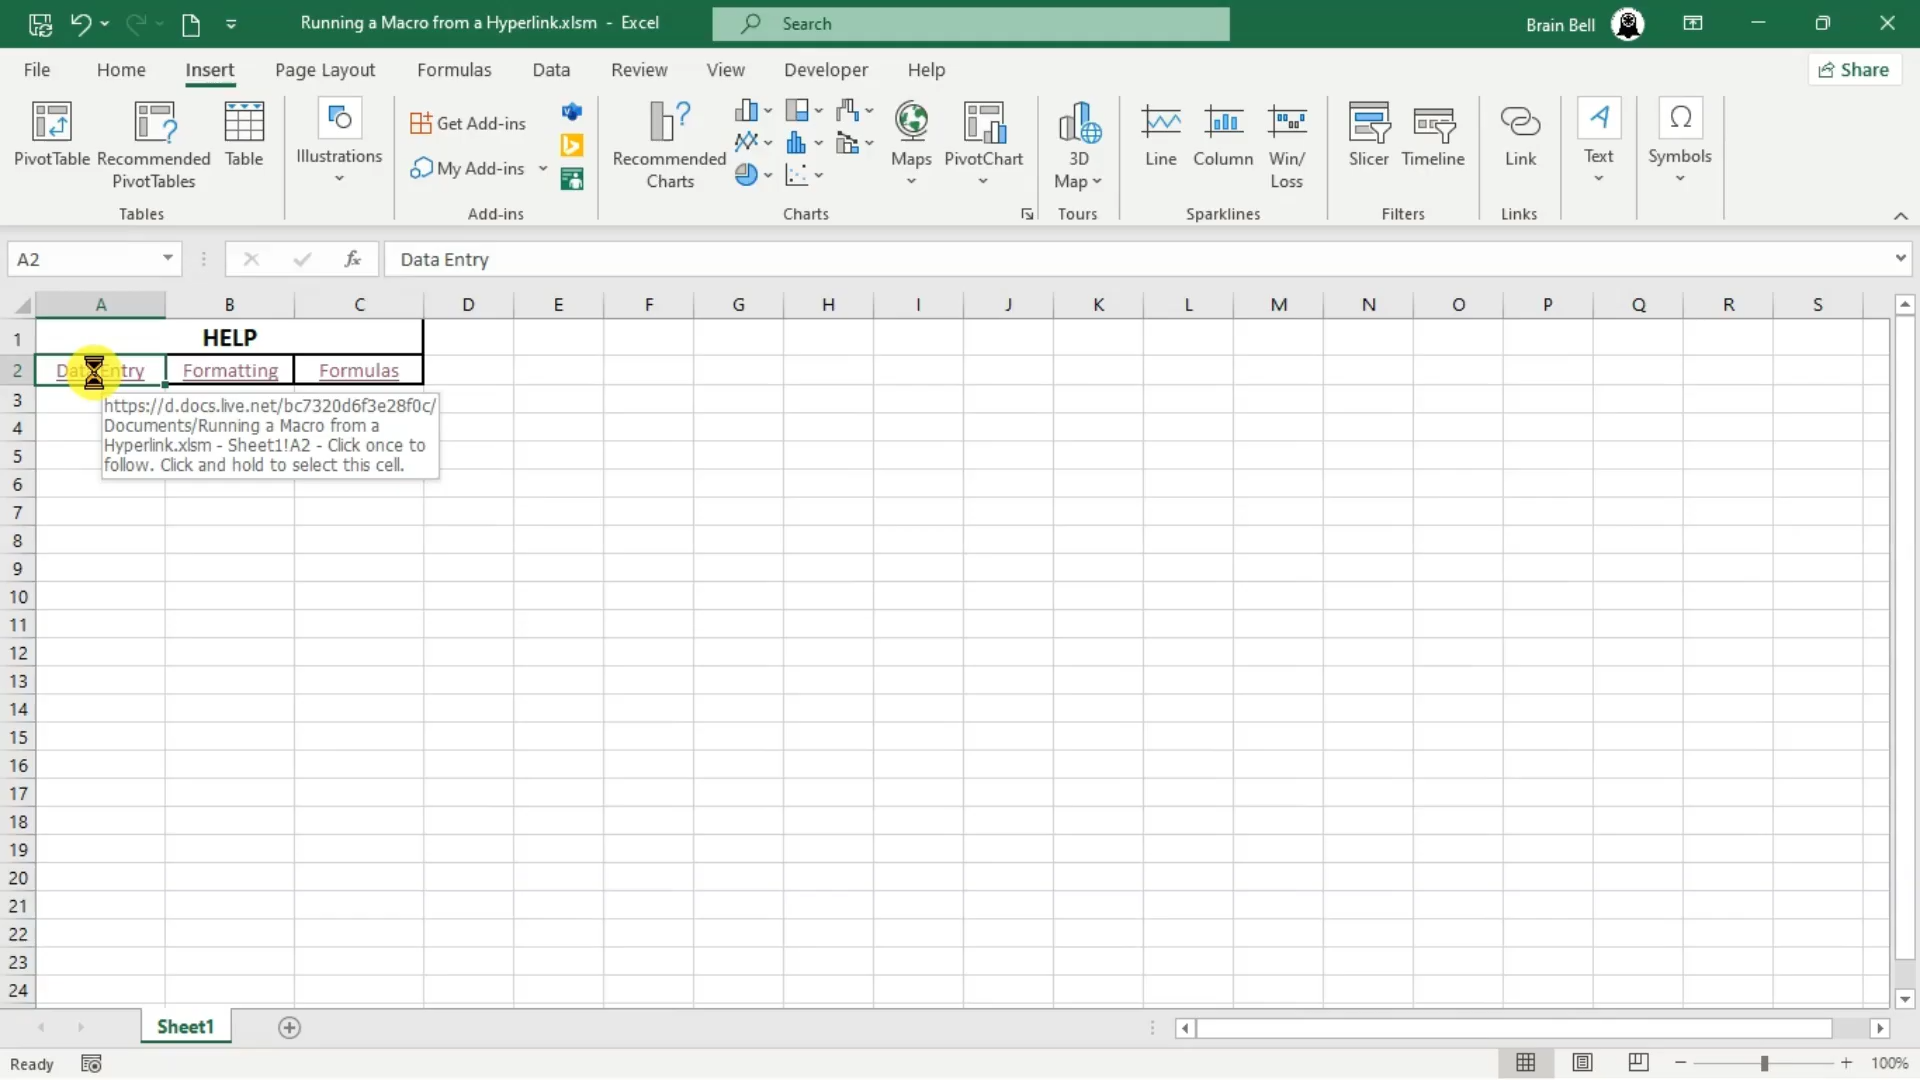 Running a Macro from a Hyperlink.xlsm - Excel
Search
Brain Bell
File Home Insert Page Layout Formulas Data Review View Developer Help
Share
PivotTable
Recommended
PivotTables
Table
Tables
Illustrations
Get Add-ins
My Add-ins
Add-ins
Recommended
Charts
Maps
PivotChart
Charts
3D
Map
Tours
Line
Column
Win/
Loss
Sparklines
Slicer
Timeline
Filters
Link
Links
Text
Symbols
A2
fx
Data Entry
A B C D E F G H I J K L M N O P Q R S
1 HELP
2 Data Entry Formatting Formulas
3
https://d.docs.live.net/bc7320d6f3e28f0c/
Documents/Running a Macro from a
Hyperlink.xlsm - Sheet1!A2 - Click once to
follow. Click and hold to select this cell.
4
5
6
7
8
9
10
11
12
13
14
15
16
17
18
19
20
21
22
23
24
Sheet1
Ready
100%